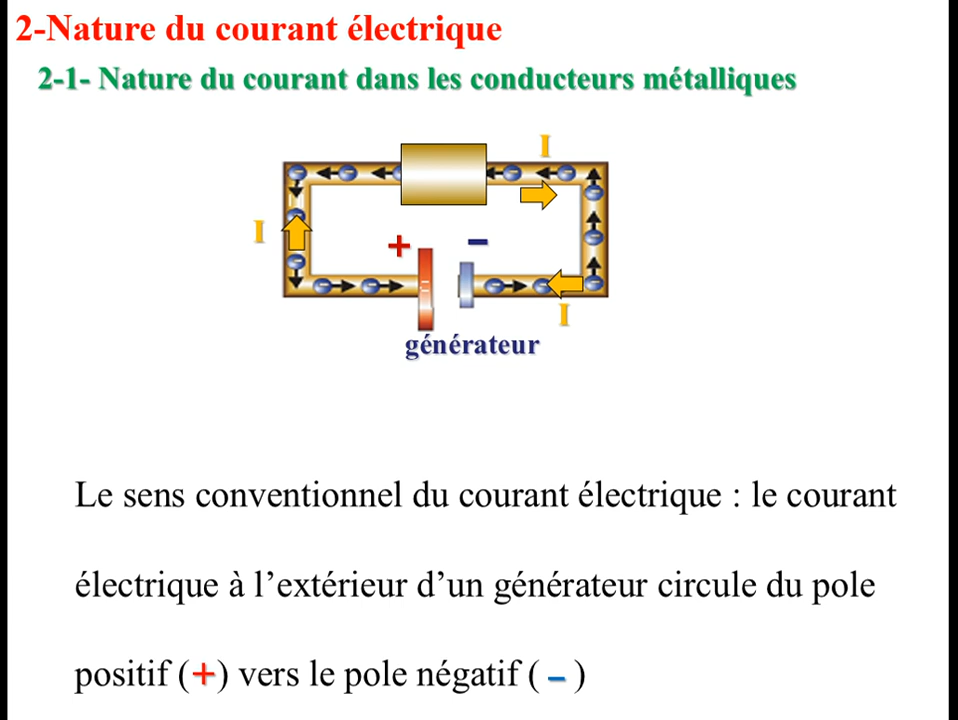 2-Nature du courant électrique
2-1- Nature du courant dans les conducteurs métalliques
I
I
+ −
I
générateur
Le sens conventionnel du courant électrique : le courant
électrique à l’extérieur d’un générateur circule du pole
positif (+) vers le pole négatif ( − )